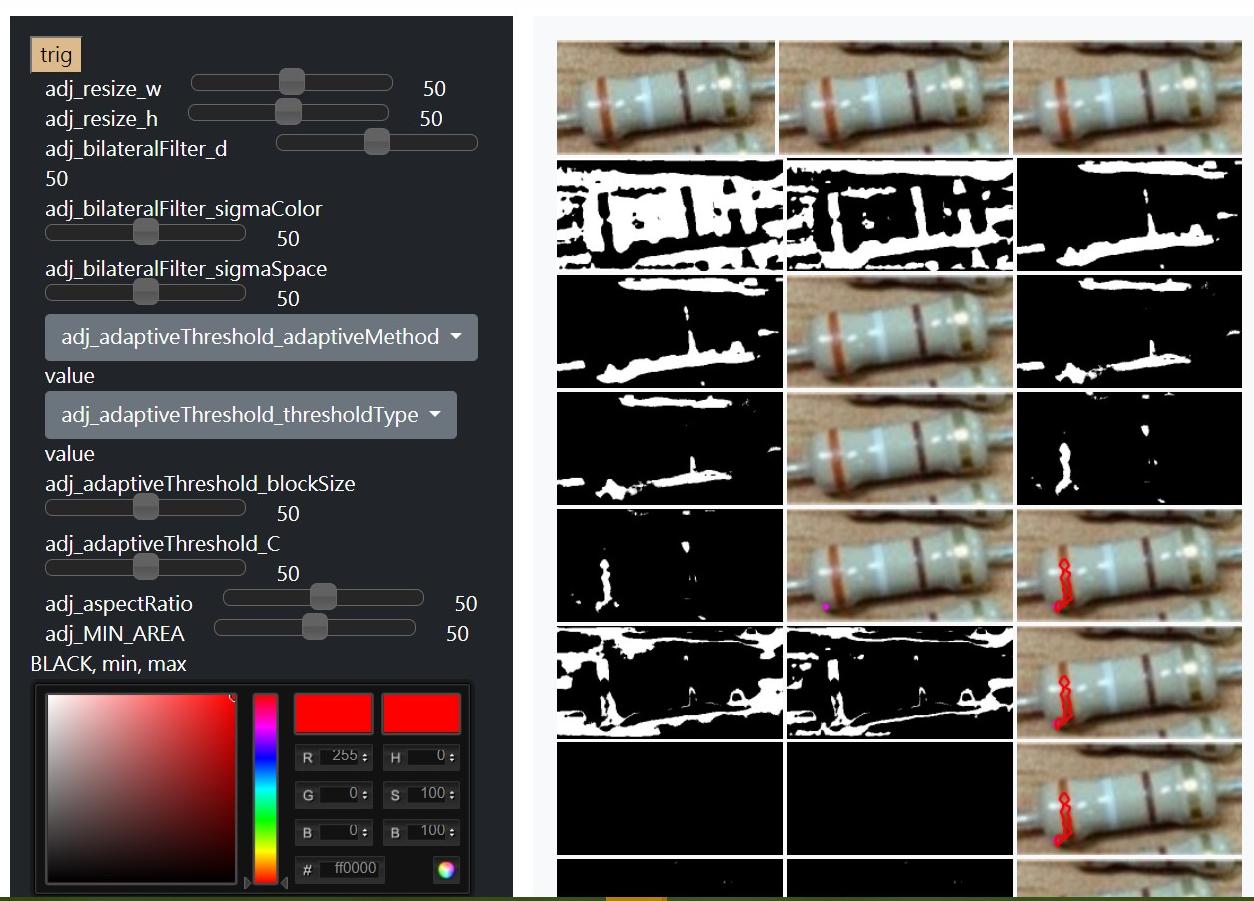 trig
adj_resize_w 50
adj_resize_h 50
adj_bilateralFilter_d
50
adj_bilateralFilter_sigmaColor
50
adj_bilateralFilter_sigmaSpace
50
adj_adaptiveThreshold_adaptiveMethod
value
adj_adaptiveThreshold_thresholdType
value
adj_adaptiveThreshold_blockSize
50
adj_adaptiveThreshold_C
50
adj_aspectRatio 50
adj_MIN_AREA 50
BLACK, min, max
R 255 H 0
G 0 S 100
B 0 B 100
# ff0000